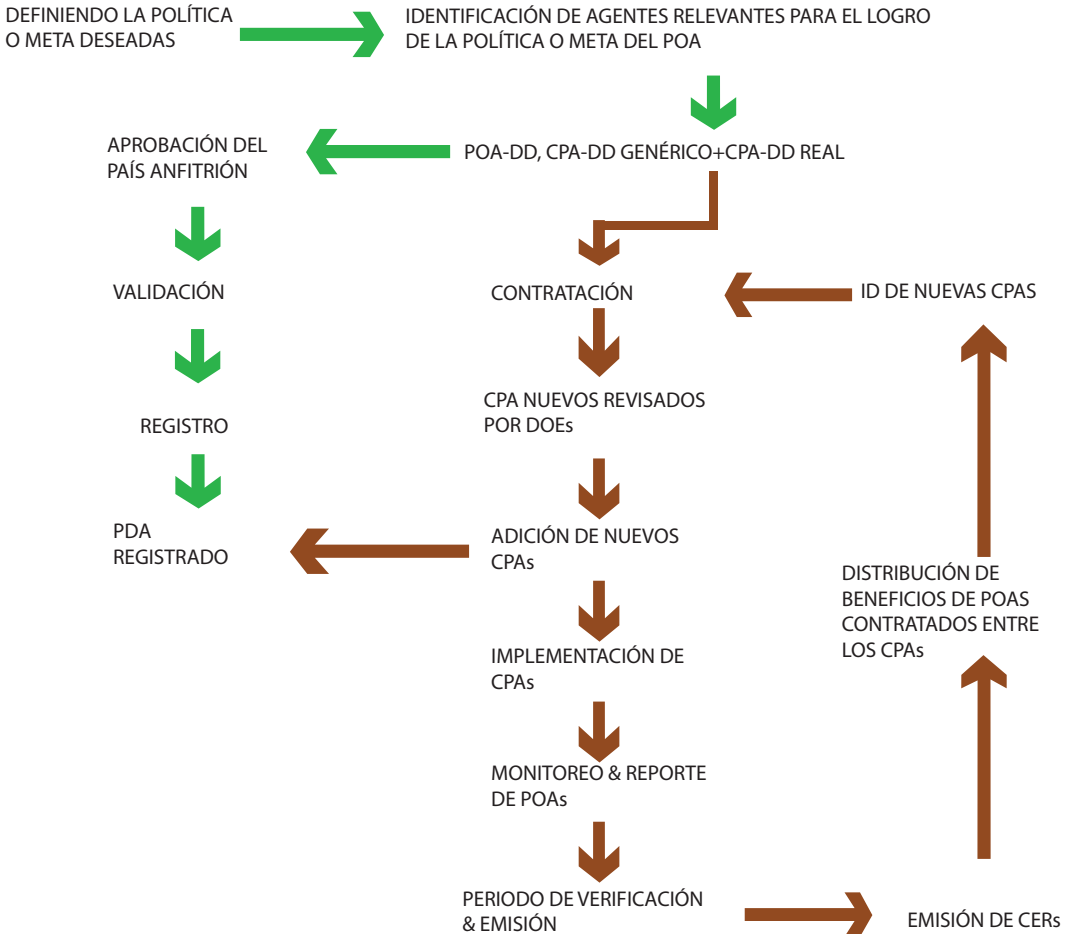 DEFINIENDO LA POLÍTICA
O META DESEADAS
IDENTIFICACIÓN DE AGENTES RELEVANTES PARA EL LOGRO
DE LA POLÍTICA O META DEL POA
APROBACIÓN DEL
PAÍS ANFITRIÓN
POA-DD, CPA-DD GENÉRICO+CPA-DD REAL
VALIDACIÓN
CONTRATACIÓN
ID DE NUEVAS CPAS
REGISTRO
CPA NUEVOS REVISADOS
POR DOEs
PDA
REGISTRADO
ADICIÓN DE NUEVOS
CPAs
DISTRIBUCIÓN DE
BENEFICIOS DE POAS
CONTRATADOS ENTRE
LOS CPAs
IMPLEMENTACIÓN DE
CPAs
MONITOREO & REPORTE
DE POAs
PERIODO DE VERIFICACIÓN
& EMISIÓN
EMISIÓN DE CERs